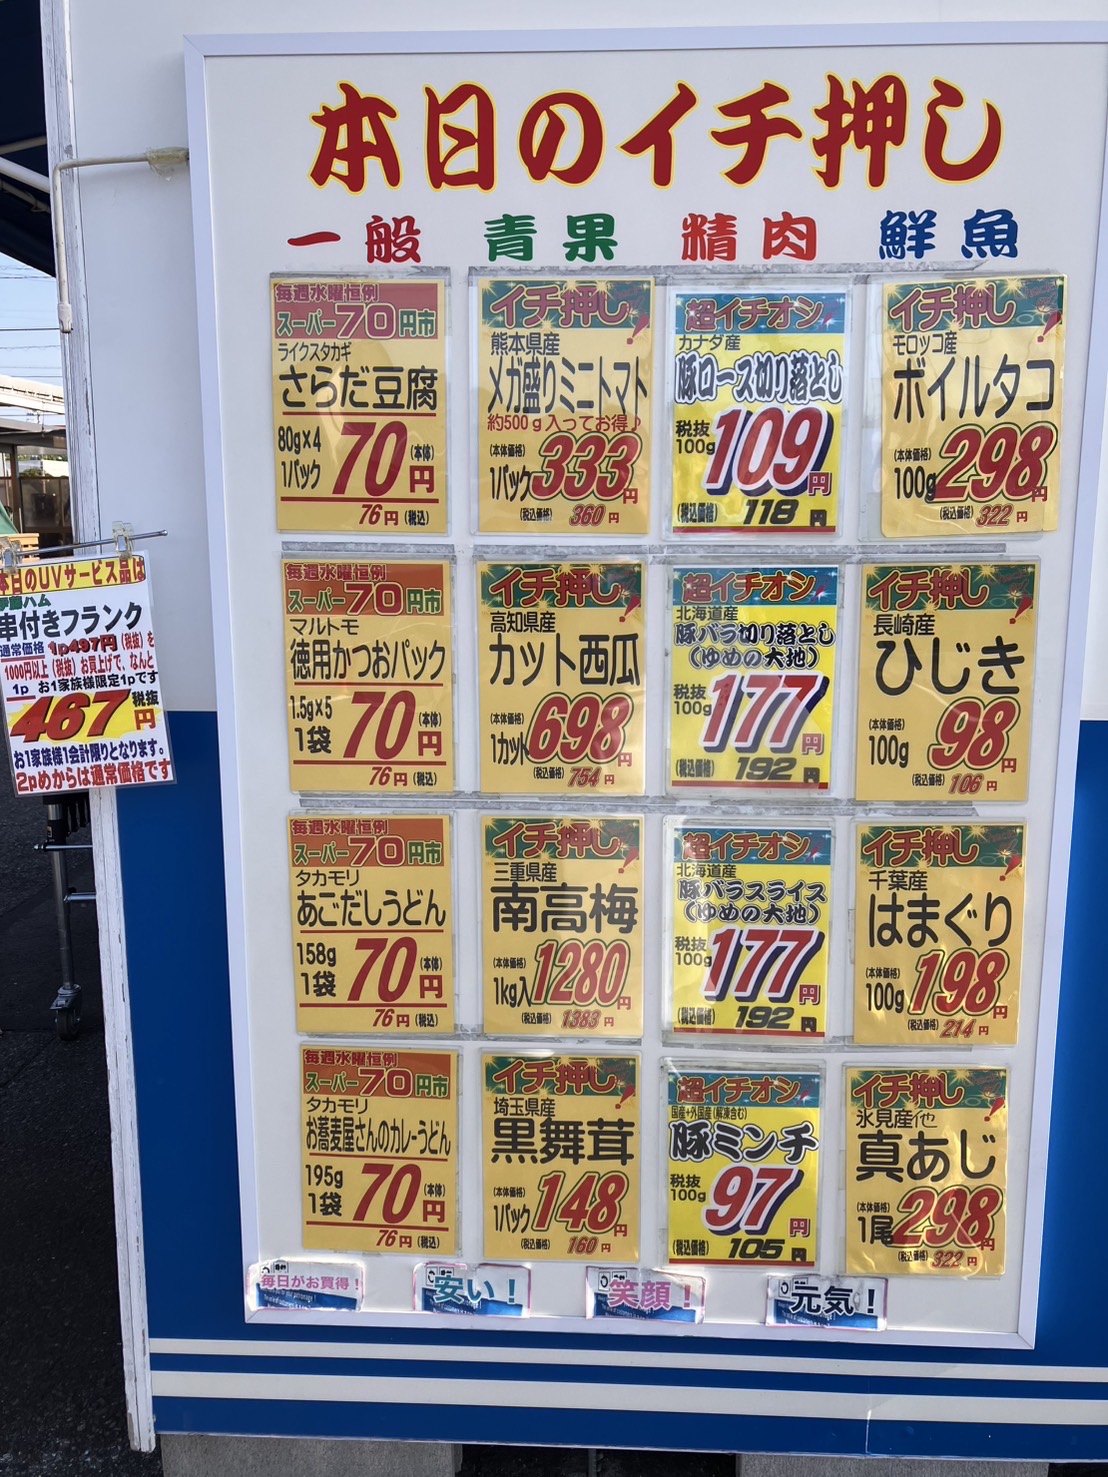 本日のイチ押し
一般 青果 精肉 鮮魚
毎週水曜恒例
スーパー70円市
ライクスタカギ
さらだ豆腐
80g×4
1パック
70円
(本体)
76円(税込)
イチ押し!
熊本県産
メガ盛りミニトマト
約500g入ってお得♪
(本体価格)
1パック
333円
(税込価格) 360円
超イチオシ!
カナダ産
豚ロース切り落とし
税抜
100g
109円
(税込価格) 118円
イチ押し!
モロッコ産
ボイルタコ
(本体価格)
100g
298円
(税込価格) 322円
毎週水曜恒例
スーパー70円市
マルトモ
徳用かつおパック
1.5g×5
1袋
70円
(本体)
76円(税込)
イチ押し!
高知県産
カット西瓜
(本体価格)
1カット
698円
(税込価格) 754円
超イチオシ!
北海道産
豚バラ切り落とし
(ゆめの大地)
税抜
100g
177円
(税込価格) 192円
イチ押し!
長崎産
ひじき
(本体価格)
100g
98円
(税込価格) 106円
毎週水曜恒例
スーパー70円市
タカモリ
あごだしうどん
158g
1袋
70円
(本体)
76円(税込)
イチ押し!
三重県産
南高梅
(本体価格)
1kg入
1280円
(税込価格) 1383円
超イチオシ!
北海道産
豚バラスライス
(ゆめの大地)
税抜
100g
177円
(税込価格) 192円
イチ押し!
千葉産
はまぐり
(本体価格)
100g
198円
(税込価格) 214円
毎週水曜恒例
スーパー70円市
タカモリ
お蕎麦屋さんのカレーうどん
195g
1袋
70円
(本体)
76円(税込)
イチ押し!
埼玉県産
黒舞茸
(本体価格)
1パック
148円
(税込価格) 160円
超イチオシ!
国産+外国産(解凍含む)
豚ミンチ
税抜
100g
97円
(税込価格) 105円
イチ押し!
氷見産他
真あじ
(本体価格)
1尾
298円
(税込価格) 322円
毎日がお買得!
安い!
笑顔!
元気!
本日のUVサービス品は
伊藤ハム
串付きフランク
通常価格 1p497円(税抜)を
1000円以上(税抜)お買上げで、なんと
1p お1家族様限定1pです
467円
税抜
お1家族様1会計限りとなります。
2pめからは通常価格です